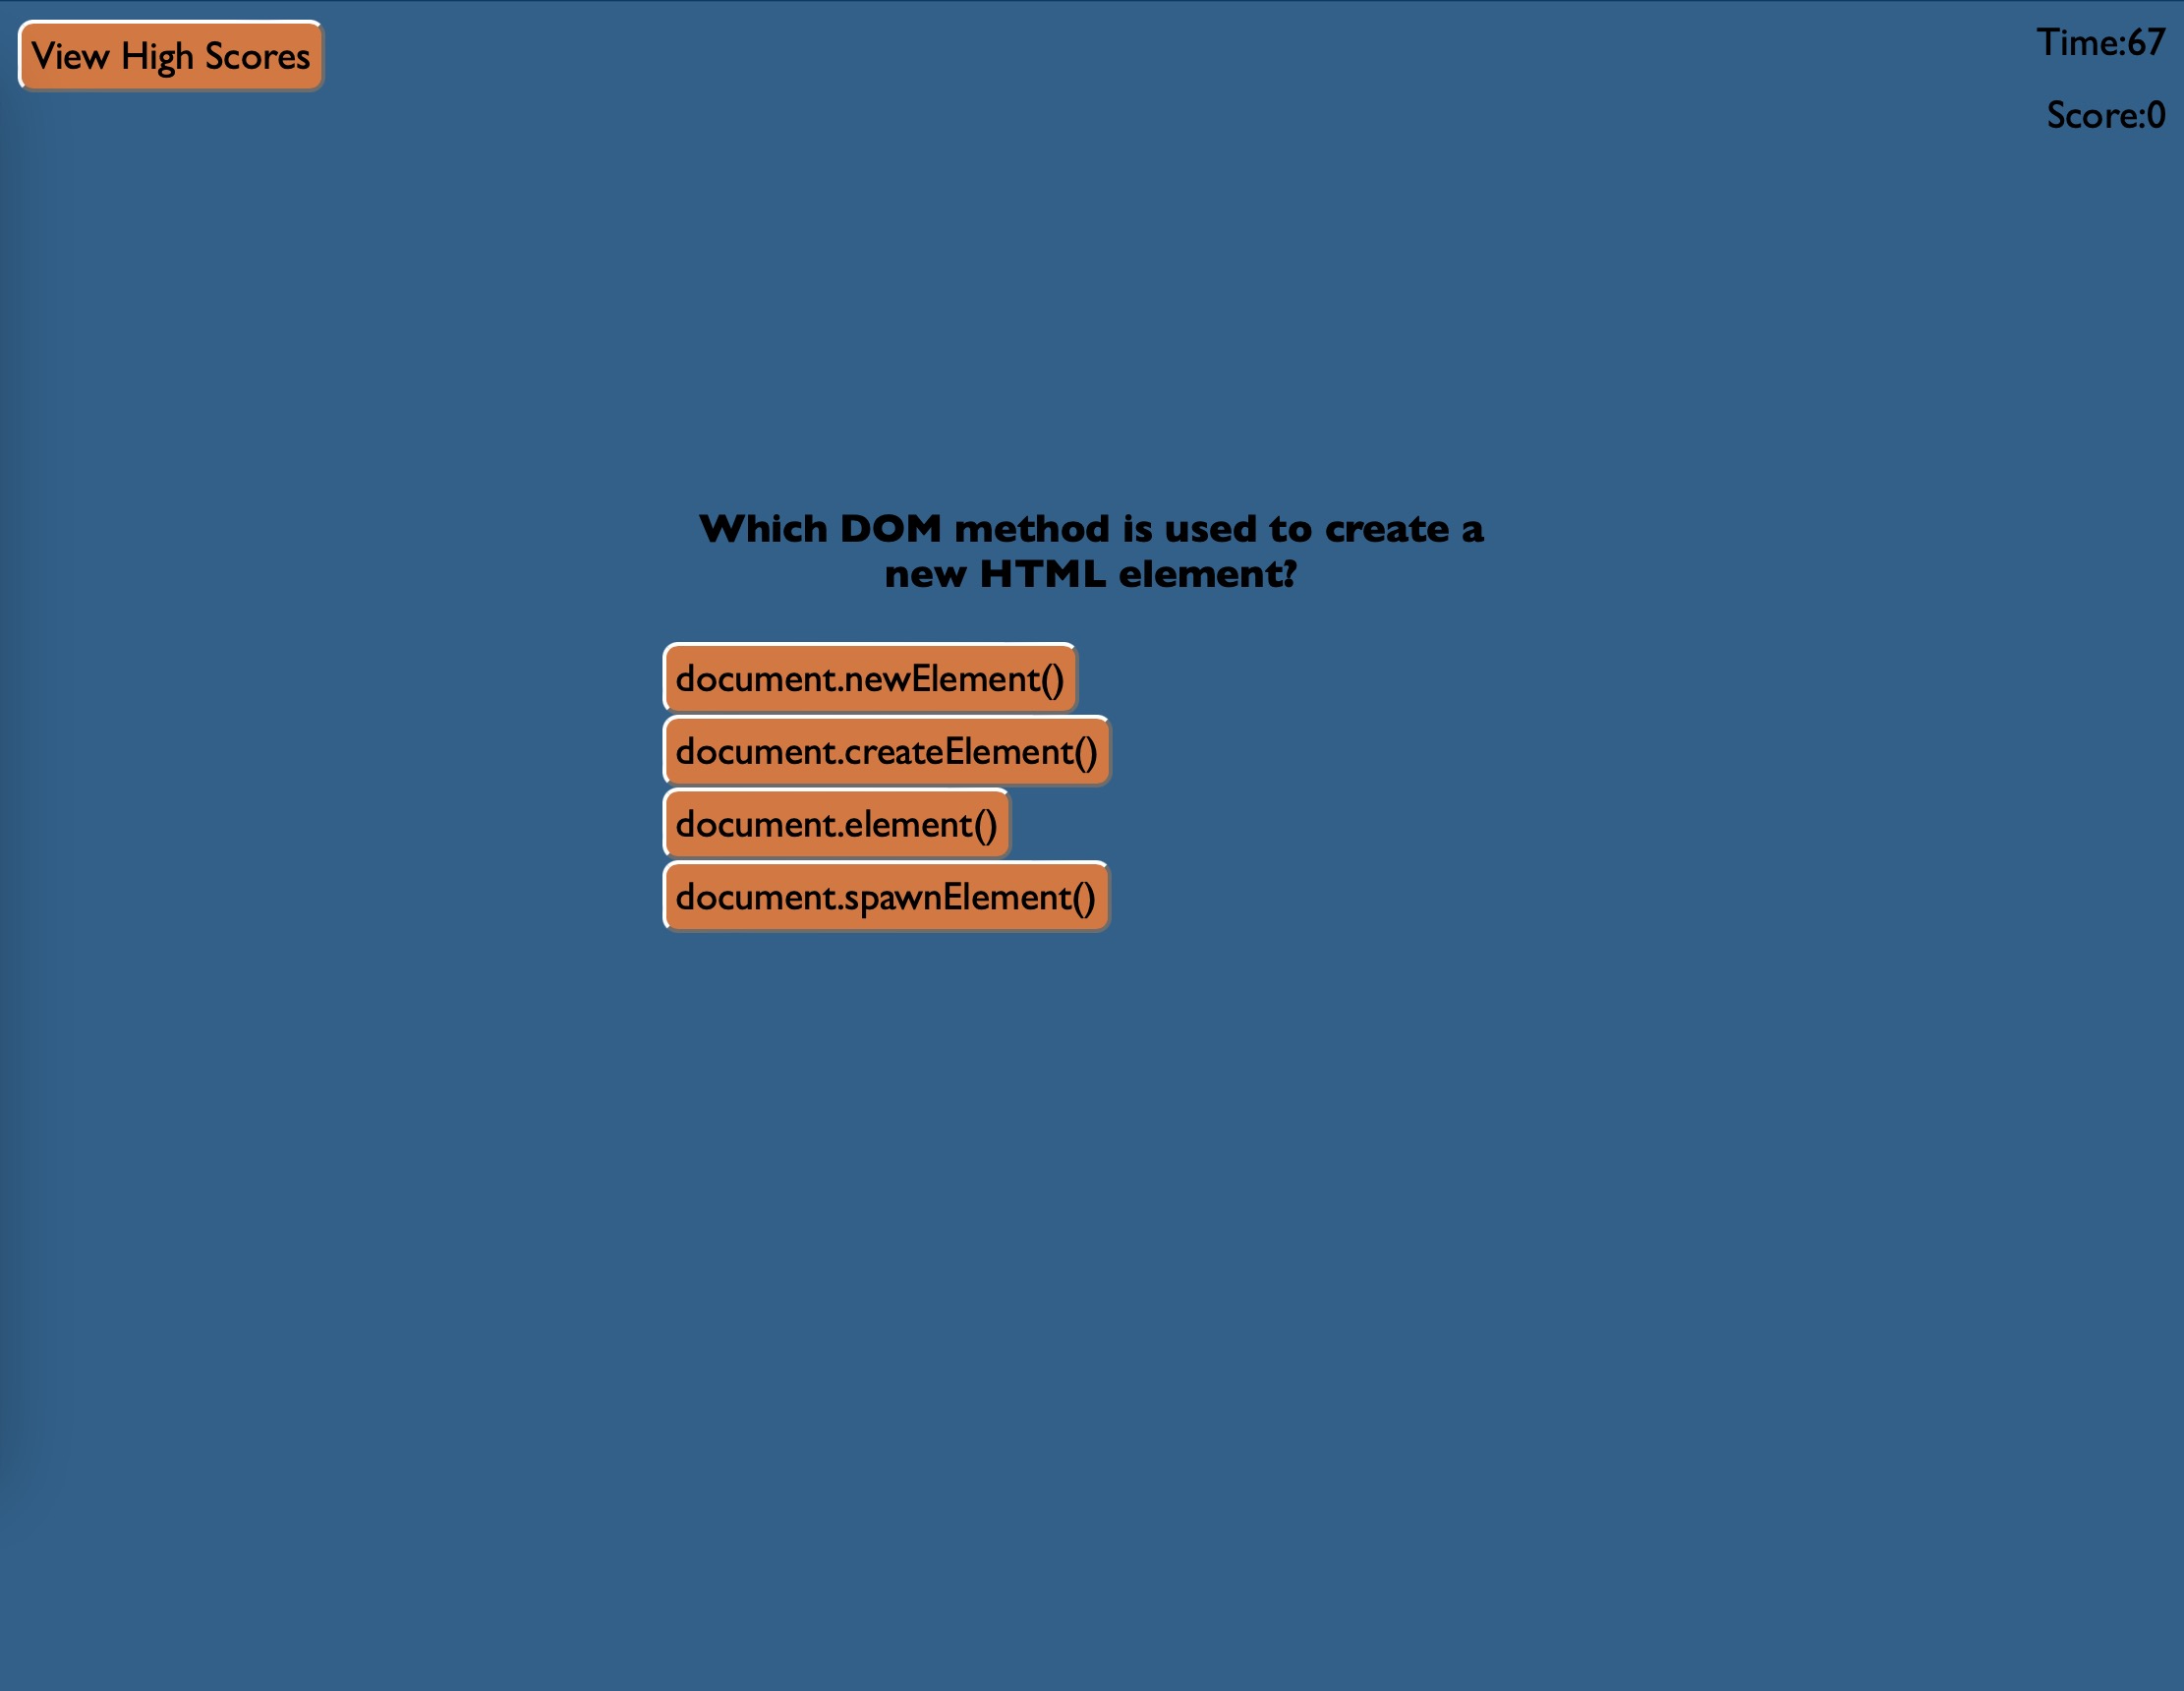 View High Scores
Time:67
Score:0
Which DOM method is used to create a
new HTML element?
document.newElement()
document.createElement()
document.element()
document.spawnElement()